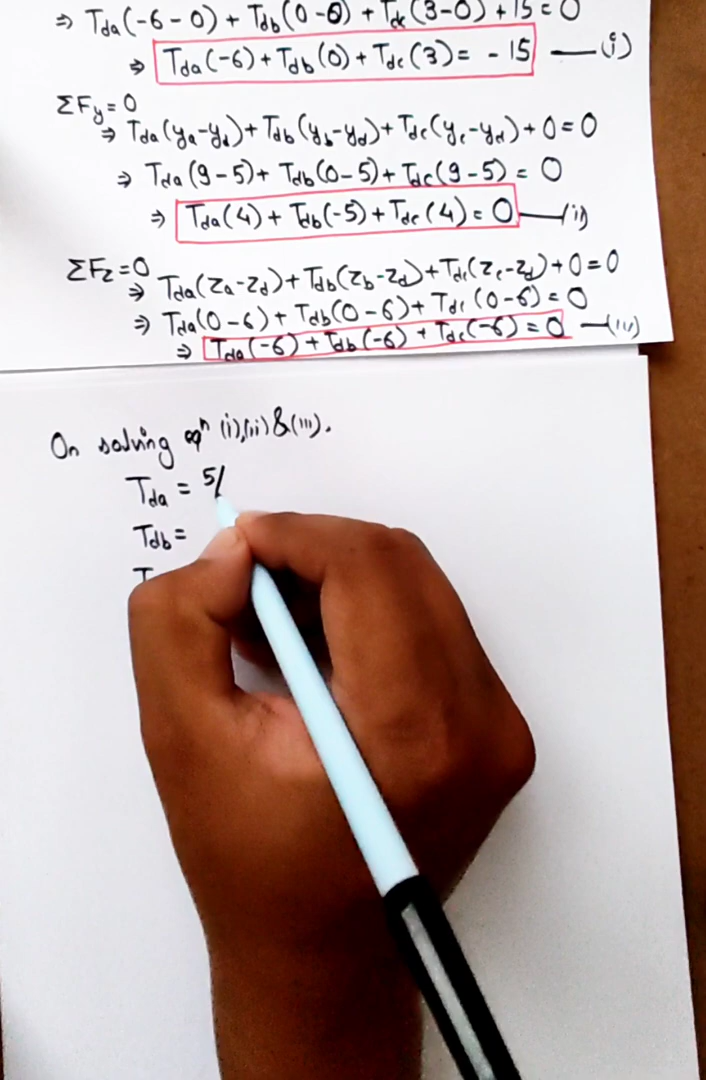 ⇒ Tda(-6-0) + Tdb(0-0) + Tdc(3-0) + 15 = 0
⇒ Tda(-6) + Tdb(0) + Tdc(3) = -15 —(i)
ΣFy = 0
⇒ Tda(ya-yd) + Tdb(yb-yd) + Tdc(yc-yd) + 0 = 0
⇒ Tda(9-5) + Tdb(0-5) + Tdc(9-5) = 0
⇒ Tda(4) + Tdb(-5) + Tdc(4) = 0 —(ii)
ΣFz = 0
⇒ Tda(za-zd) + Tdb(zb-zd) + Tdc(zc-zd) + 0 = 0
⇒ Tda(0-6) + Tdb(0-6) + Tdc(0-6) = 0
⇒ Tda(-6) + Tdb(-6) + Tdc(-6) = 0 —(iii)
On solving eqⁿ (i),(ii) & (iii).
Tda = 5/
Tdb =
T